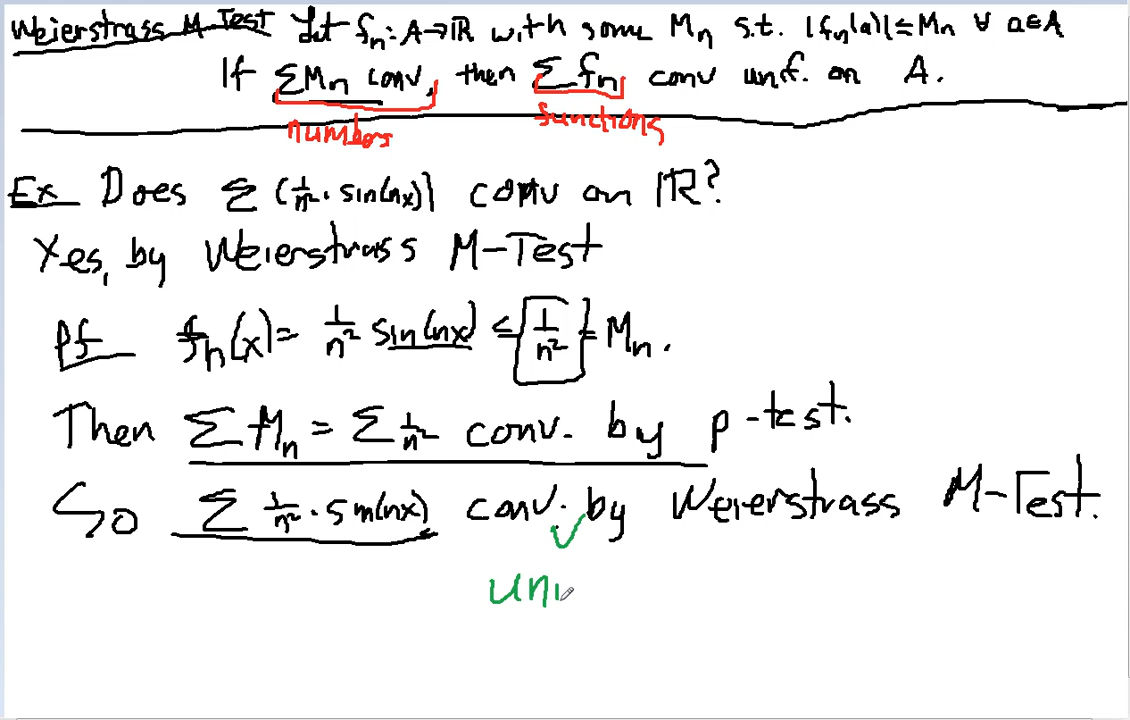 Weierstrass M-Test Let fn: A→ℝ with some Mn s.t. |fn(a)|≤Mn ∀ a∈A
If ΣMn conv, then Σfn conv unif. on A.
numbers functions
Ex Does Σ (1/n² · sin(nx)) conv on ℝ?
Yes, by Weierstrass M-Test
Pf fn(x) = 1/n² sin(nx) ≤ 1/n² = Mn.
Then ΣMn = Σ 1/n² conv. by p-test.
So Σ 1/n² · sin(nx) conv. by Weierstrass M-Test.
uni